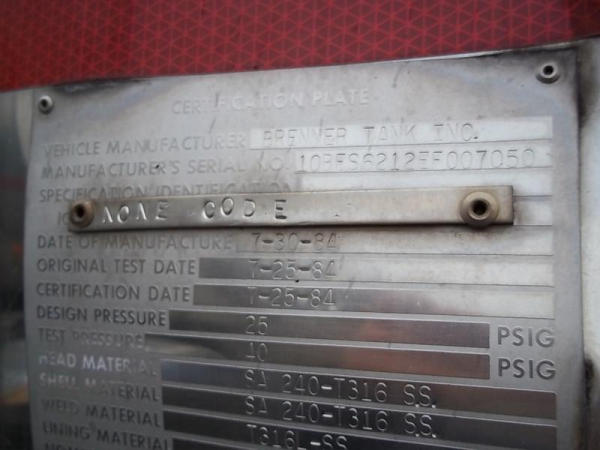 CERTIFICATION PLATE
VEHICLE MANUFACTURER BRENNER TANK INC.
MANUFACTURER'S SERIAL NO. 10BFS6212EF007050
SPECIFICATION IDENTIFICATION
NONE CODE
DATE OF MANUFACTURE 7-30-84
ORIGINAL TEST DATE 7-25-84
CERTIFICATION DATE 7-25-84
DESIGN PRESSURE 25 PSIG
TEST PRESSURE 40 PSIG
HEAD MATERIAL SA 240-T316 SS.
SHELL MATERIAL SA 240-T316 SS.
WELD MATERIAL T316L-SS
LINING MATERIAL